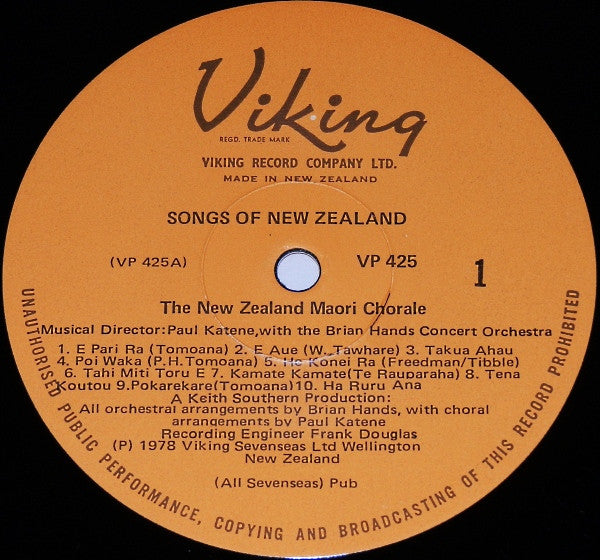 Viking
REGD. TRADE MARK
VIKING RECORD COMPANY LTD.
MADE IN NEW ZEALAND
SONGS OF NEW ZEALAND
(VP 425A)
VP 425
1
The New Zealand Maori Chorale
Musical Director:Paul Katene,with the Brian Hands Concert Orchestra
1. E Pari Ra (Tomoana) 2. E Aue (W. Tawhare) 3. Takua Ahau
4. Poi Waka (P.H.Tomoana) 5. He Konei Ra (Freedman/Tibble)
6. Tahi Miti Toru E 7. Kamate Kamate(Te Rauparaha) 8. Tena
Koutou 9.Pokarekare(Tomoana)10. Ha Ruru Ana
A Keith Southern Production:
All orchestral arrangements by Brian Hands, with choral
arrangements by Paul Katene
Recording Engineer Frank Douglas
(P) 1978 Viking Sevenseas Ltd Wellington
New Zealand
(All Sevenseas) Pub
UNAUTHORISED PUBLIC PERFORMANCE, COPYING AND BROADCASTING OF THIS RECORD PROHIBITED